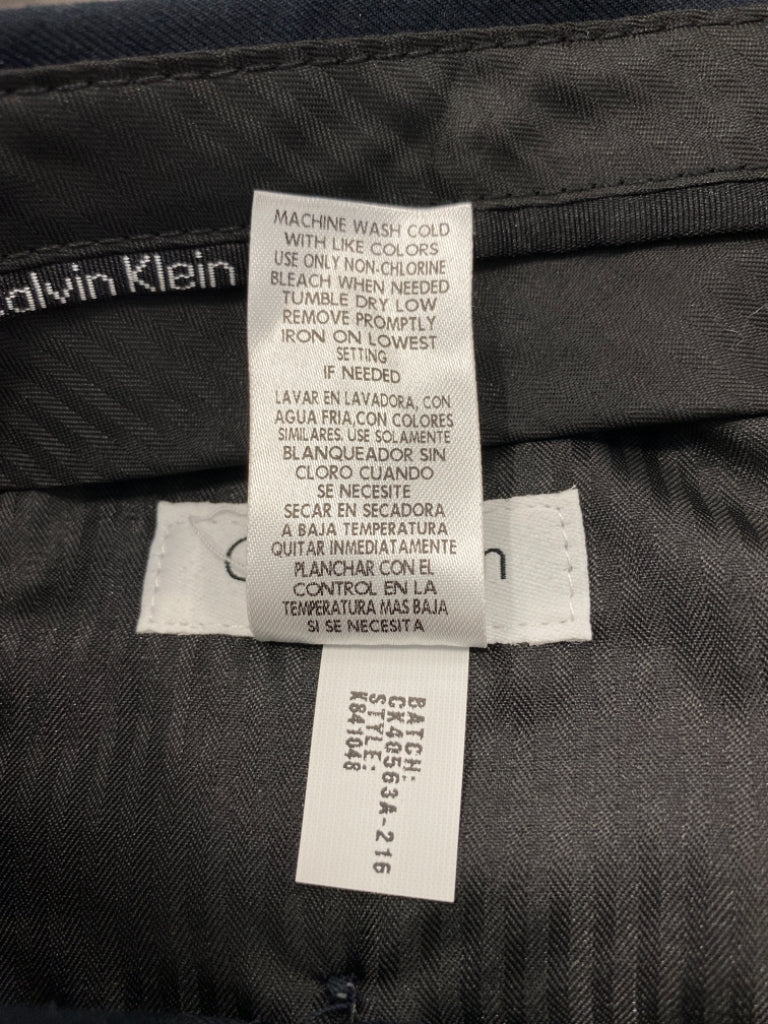 MACHINE WASH COLD
WITH LIKE COLORS
USE ONLY NON-CHLORINE
BLEACH WHEN NEEDED
TUMBLE DRY LOW
REMOVE PROMPTLY
IRON ON LOWEST
SETTING
IF NEEDED
LAVAR EN LAVADORA, CON
AGUA FRIA,CON COLORES
SIMILARES. USE SOLAMENTE
BLANQUEADOR SIN
CLORO CUANDO
SE NECESITE
SECAR EN SECADORA
A BAJA TEMPERATURA
QUITAR INMEDIATAMENTE
PLANCHAR CON EL
CONTROL EN LA
TEMPERATURA MAS BAJA
SI SE NECESITA
Calvin Klein
BATCH:
CK40563A-216
STYLE:
K841048